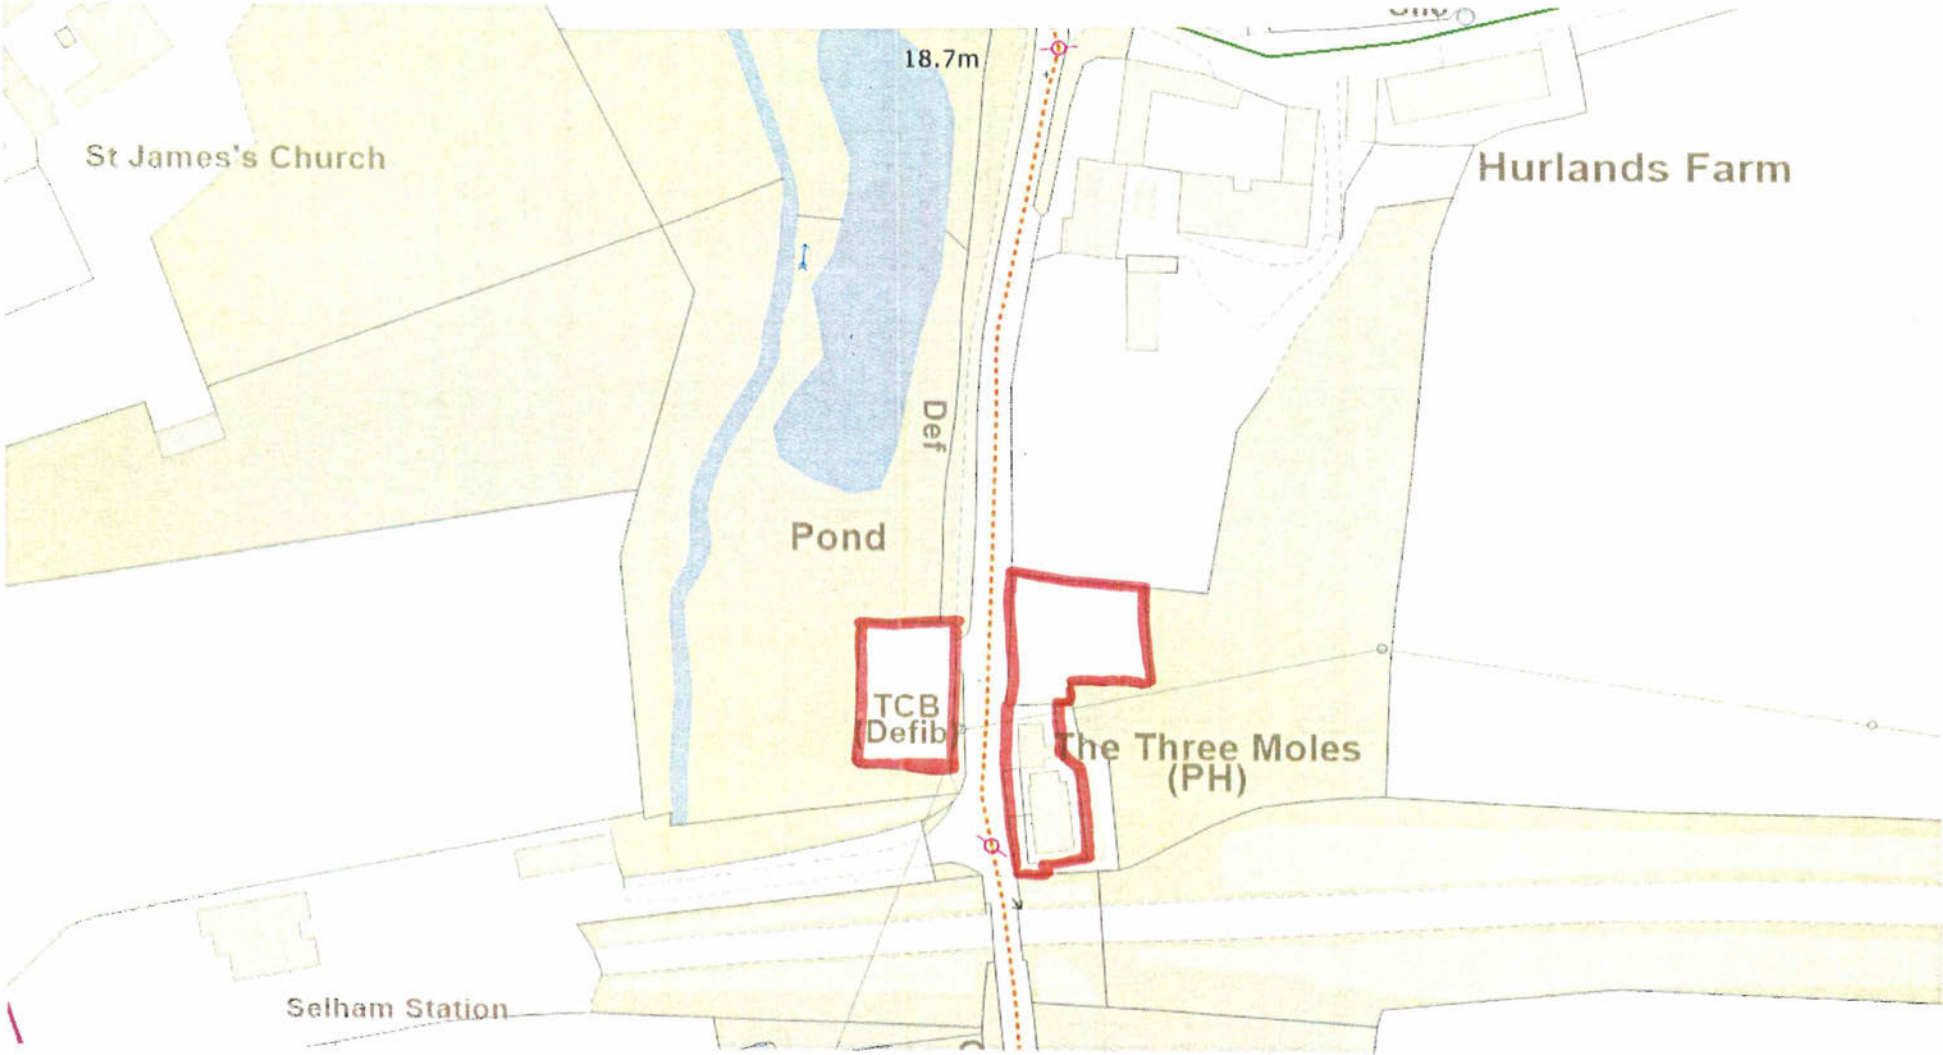 18.7m
St James's Church
Hurlands Farm
Def
Pond
TCB
(Defib)
The Three Moles
(PH)
Selham Station